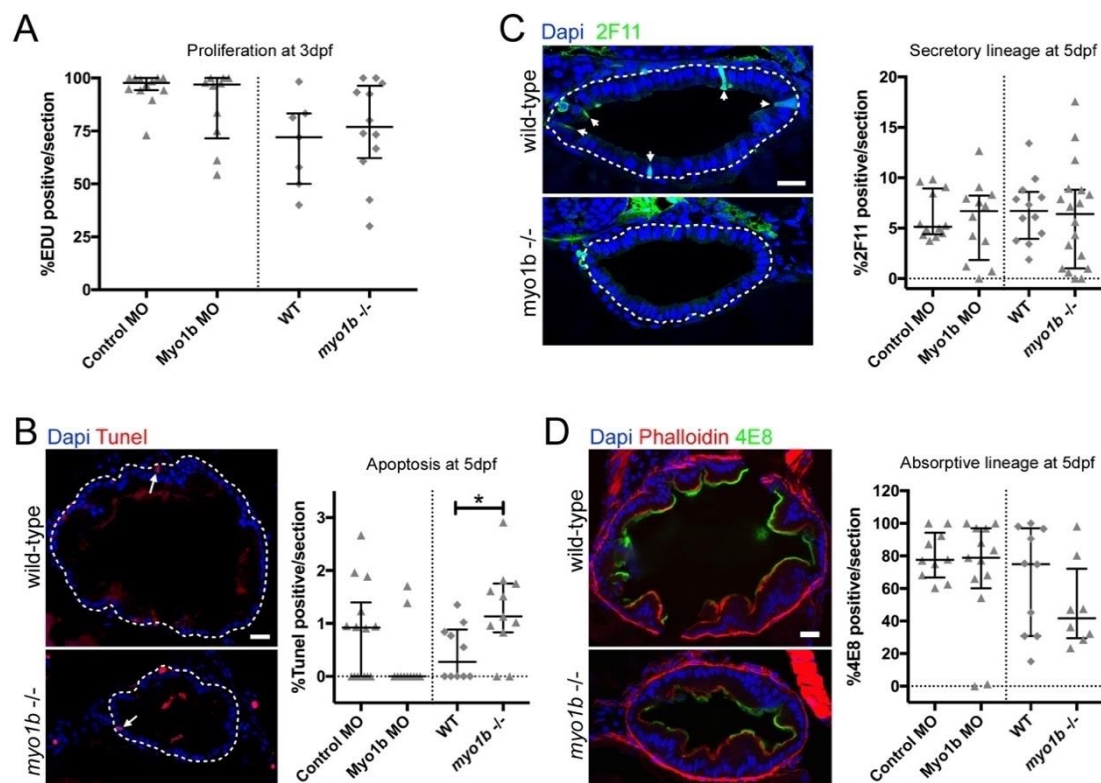 A
Proliferation at 3dpf
%EDU positive/section
100
75
50
25
0
Control MO
Myo1b MO
WT
myo1b -/-
C
Dapi 2F11
wild-type
myo1b -/-
Secretory lineage at 5dpf
%2F11 positive/section
20
15
10
5
0
Control MO
Myo1b MO
WT
myo1b -/-
B
Dapi Tunel
wild-type
myo1b -/-
Apoptosis at 5dpf
%Tunel positive/section
3
2
1
0
*
Control MO
Myo1b MO
WT
myo1b -/-
D
Dapi Phalloidin 4E8
wild-type
myo1b -/-
Absorptive lineage at 5dpf
%4E8 positive/section
120
100
80
60
40
20
0
Control MO
Myo1b MO
WT
myo1b -/-